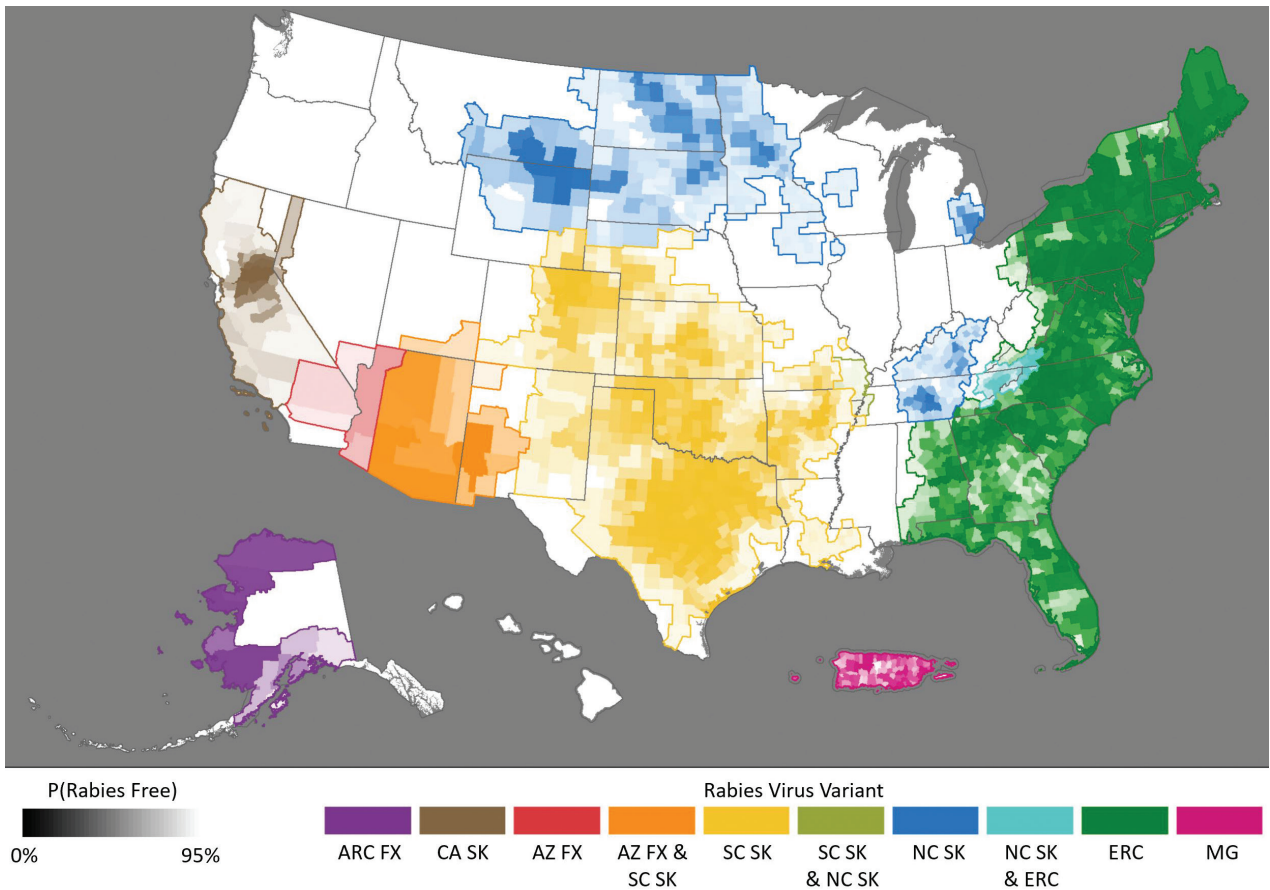 P(Rabies Free)
0%
95%
Rabies Virus Variant
ARC FX
CA SK
AZ FX
AZ FX &
SC SK
SC SK
SC SK
& NC SK
NC SK
NC SK
& ERC
ERC
MG